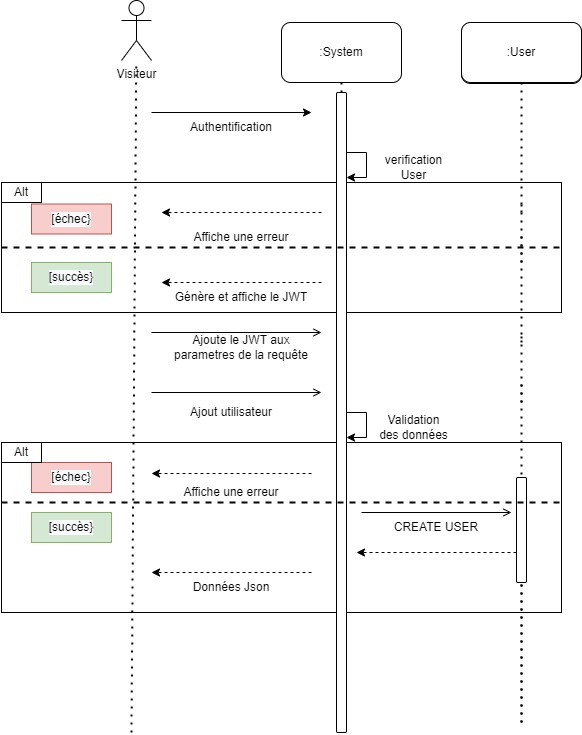 Visiteur
:System
:User
Authentification
verification
User
Alt
[échec}
Affiche une erreur
[succès}
Génère et affiche le JWT
Ajoute le JWT aux
parametres de la requête
Ajout utilisateur
Validation
des données
Alt
[échec}
Affiche une erreur
[succès}
CREATE USER
Données Json